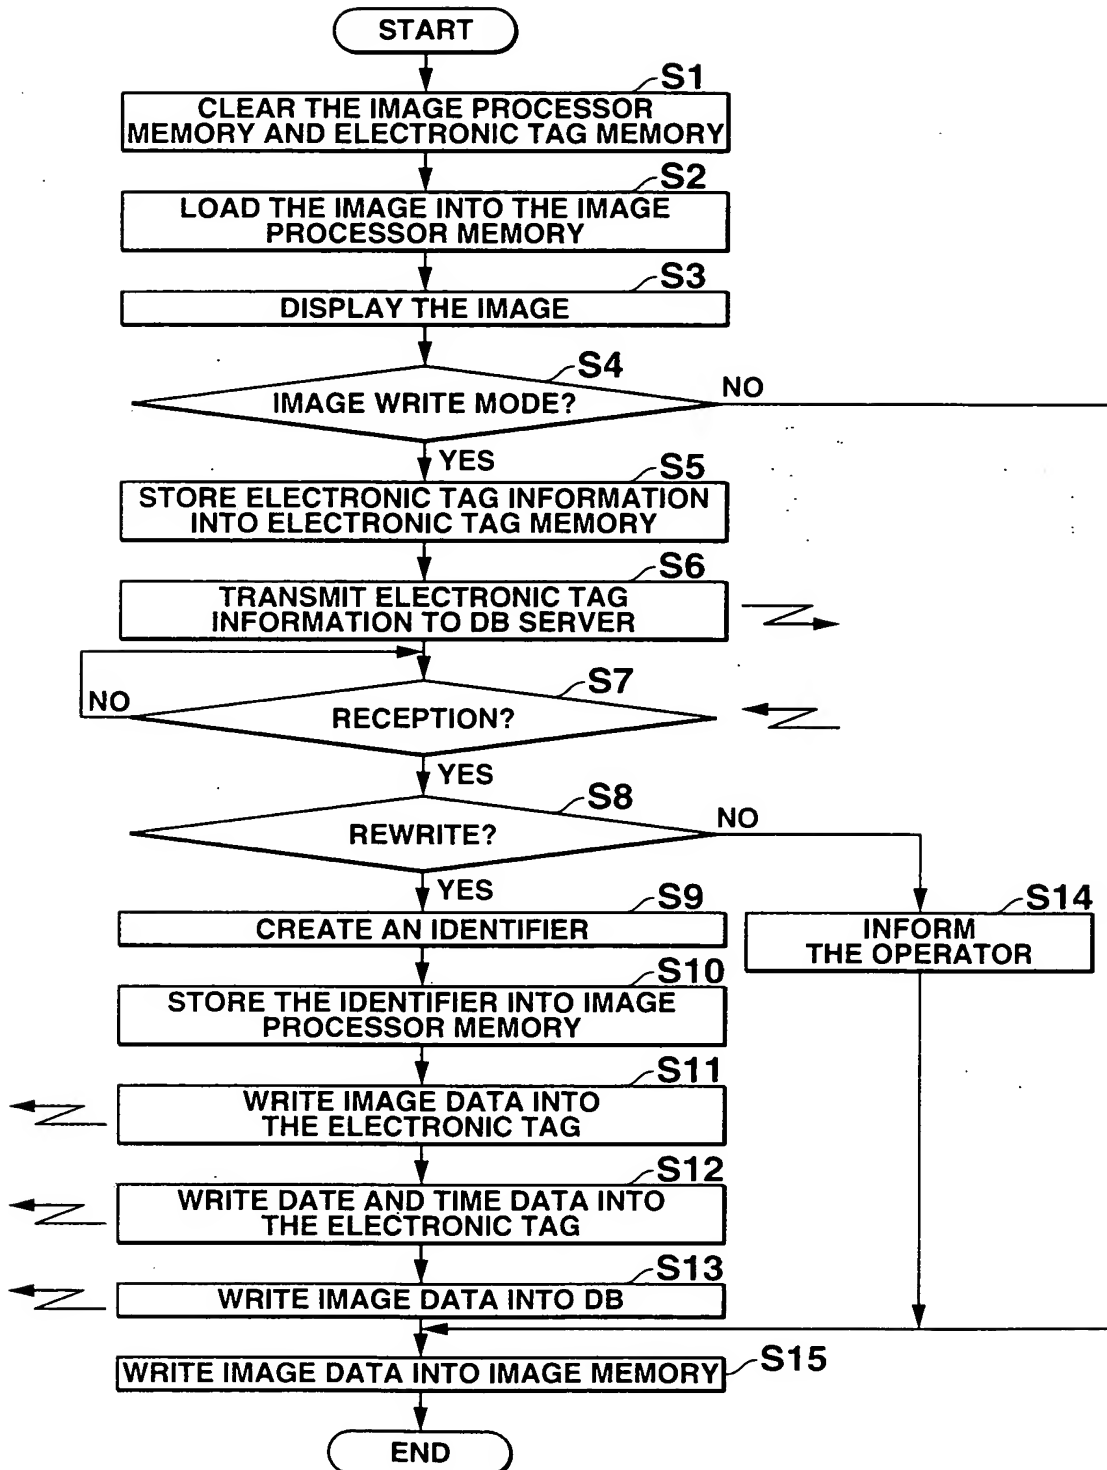 START
S1
CLEAR THE IMAGE PROCESSOR
MEMORY AND ELECTRONIC TAG MEMORY
S2
LOAD THE IMAGE INTO THE IMAGE
PROCESSOR MEMORY
S3
DISPLAY THE IMAGE
S4
IMAGE WRITE MODE?
NO
YES
S5
STORE ELECTRONIC TAG INFORMATION
INTO ELECTRONIC TAG MEMORY
S6
TRANSMIT ELECTRONIC TAG
INFORMATION TO DB SERVER
S7
NO
RECEPTION?
YES
S8
REWRITE?
NO
YES
S9
CREATE AN IDENTIFIER
S14
INFORM
THE OPERATOR
S10
STORE THE IDENTIFIER INTO IMAGE
PROCESSOR MEMORY
S11
WRITE IMAGE DATA INTO
THE ELECTRONIC TAG
S12
WRITE DATE AND TIME DATA INTO
THE ELECTRONIC TAG
S13
WRITE IMAGE DATA INTO DB
S15
WRITE IMAGE DATA INTO IMAGE MEMORY
END